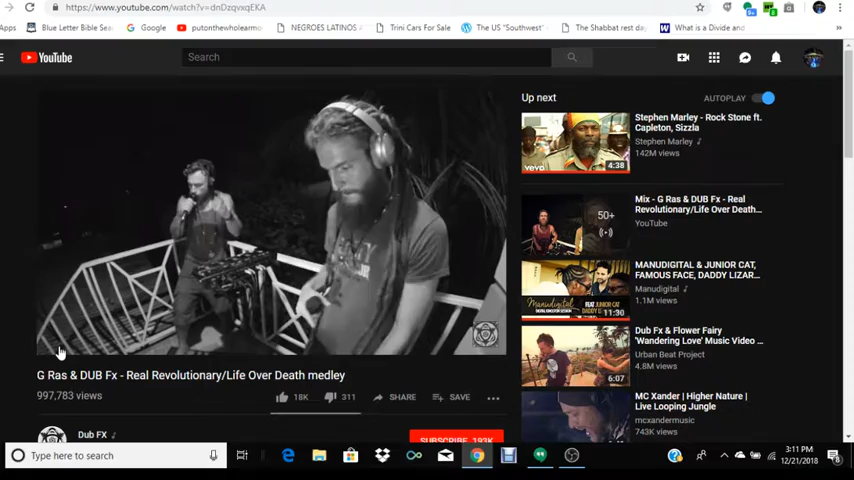 https://www.youtube.com/watch?v=dnDzqvxqEKA
Apps
Blue Letter Bible Sea
Google
putonthewholearmo
NEGROES LATINOS
Trini Cars For Sale
The US "Southwest"
The Shabbat rest day
What is a Divide and
YouTube
Search
Up next
AUTOPLAY
Stephen Marley - Rock Stone ft.
Capleton, Sizzla
Stephen Marley
142M views
vevo
4:38
Mix - G Ras & DUB Fx - Real
Revolutionary/Life Over Death...
YouTube
50+
MANUDIGITAL & JUNIOR CAT,
FAMOUS FACE, DADDY LIZAR...
Manudigital
1.1M views
Manudigital
FEAT JUNIOR CAT
11:30
Dub Fx & Flower Fairy
'Wandering Love' Music Video ...
Urban Beat Project
4.8M views
6:07
MC Xander | Higher Nature |
Live Looping Jungle
mcxandermusic
743K views
G Ras & DUB Fx - Real Revolutionary/Life Over Death medley
997,783 views
18K
311
SHARE
SAVE
Dub FX
SUBSCRIBE 193K
Type here to search
3:11 PM
12/21/2018